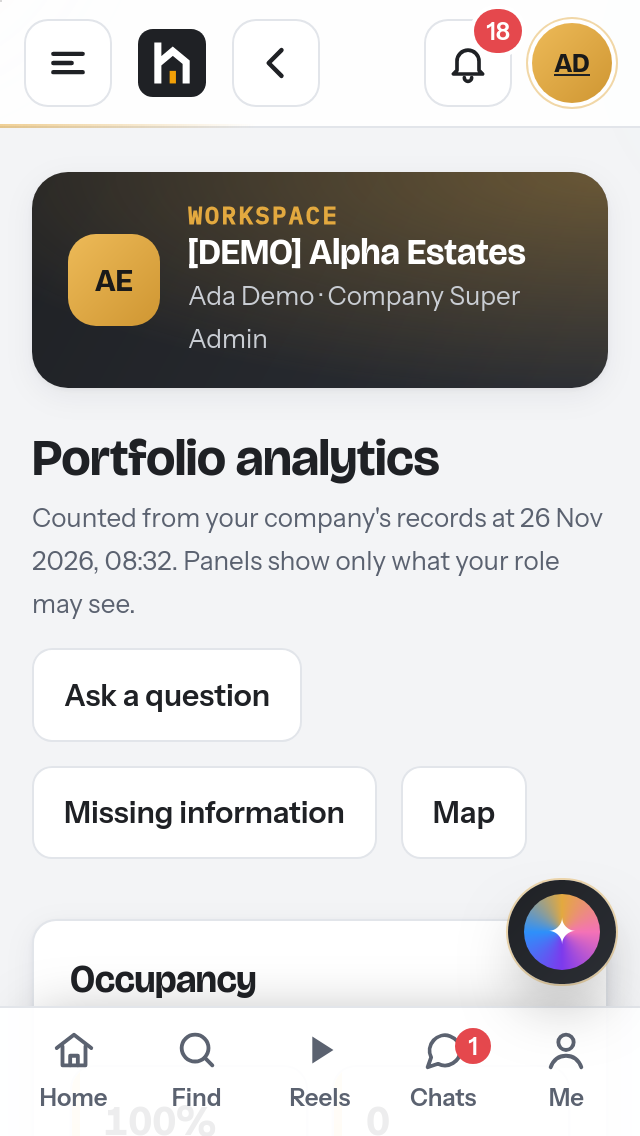 18
AD
WORKSPACE
[DEMO] Alpha Estates
AE
Ada Demo · Company Super
Admin
Portfolio analytics
Counted from your company's records at 26 Nov
2026, 08:32. Panels show only what your role
may see.
Ask a question
Missing information
Map
Occupancy
1
Home
Find
Reels
Chats
Me
100%
0